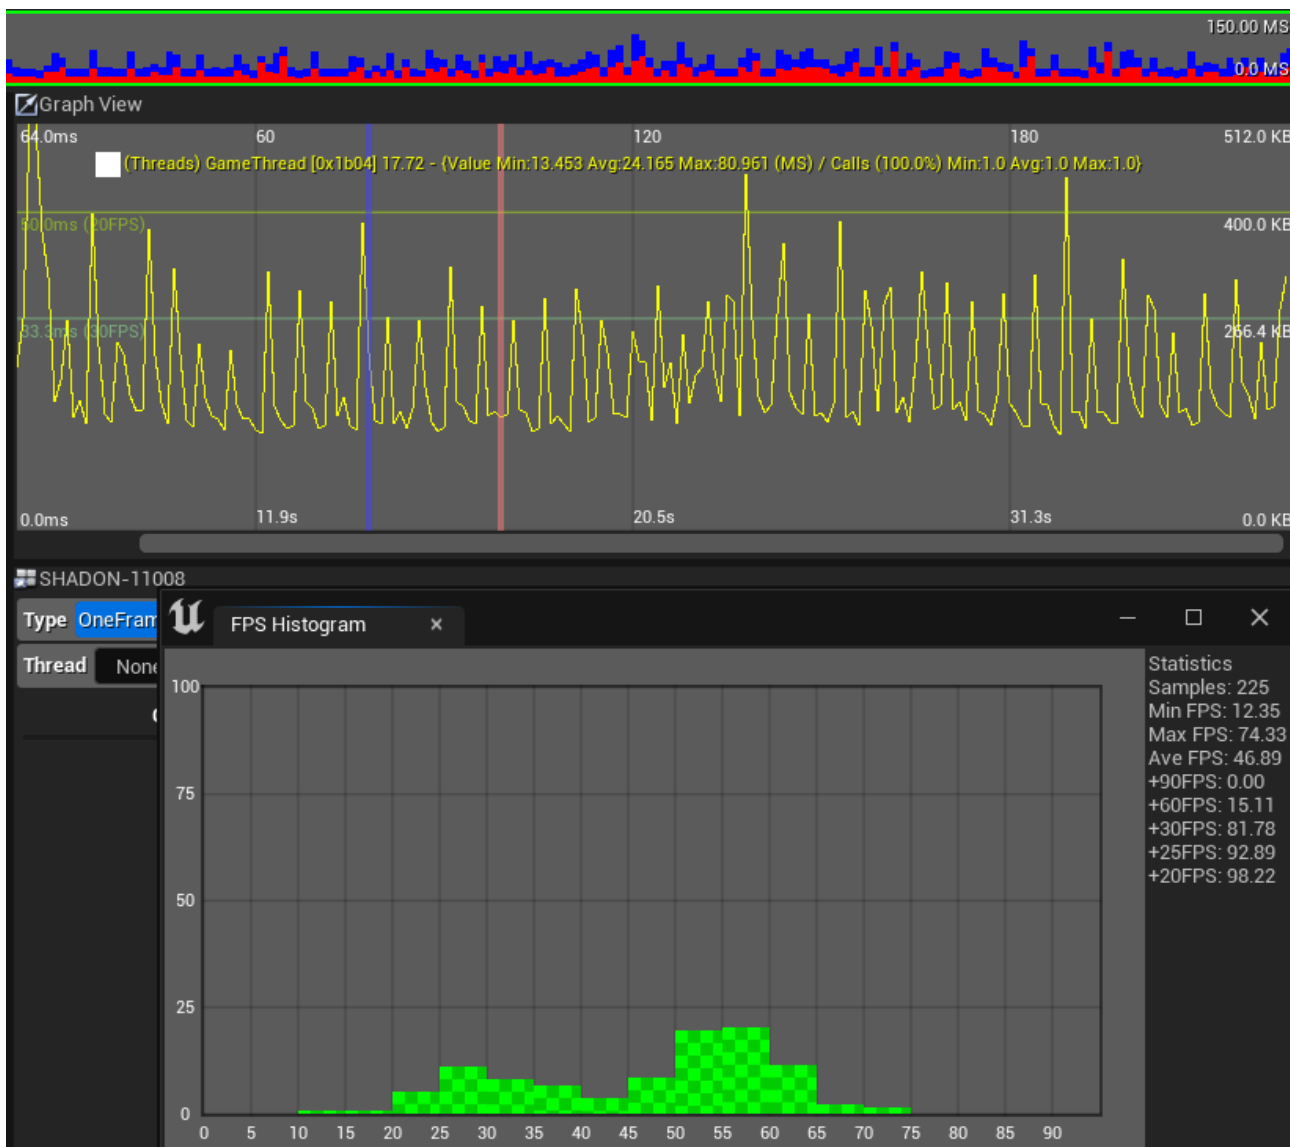 150.00 MS
0.0 MS
Graph View
64.0ms 60 120 180 512.0 KB
(Threads) GameThread [0x1b04] 17.72 - {Value Min:13.453 Avg:24.165 Max:80.961 (MS) / Calls (100.0%) Min:1.0 Avg:1.0 Max:1.0}
50.0ms (20FPS) 400.0 KB
33.3ms (30FPS) 266.4 KB
0.0ms 11.9s 20.5s 31.3s 0.0 KB
SHADON-11008
Type OneFram
Thread None
FPS Histogram
Statistics
Samples: 225
Min FPS: 12.35
Max FPS: 74.33
Ave FPS: 46.89
+90FPS: 0.00
+60FPS: 15.11
+30FPS: 81.78
+25FPS: 92.89
+20FPS: 98.22
100
75
50
25
0
0 5 10 15 20 25 30 35 40 45 50 55 60 65 70 75 80 85 90